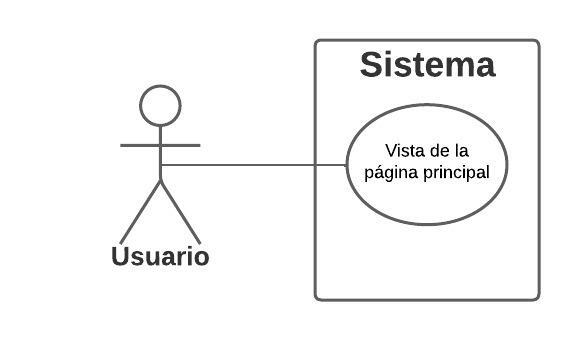 Sistema
Vista de la
página principal
Usuario